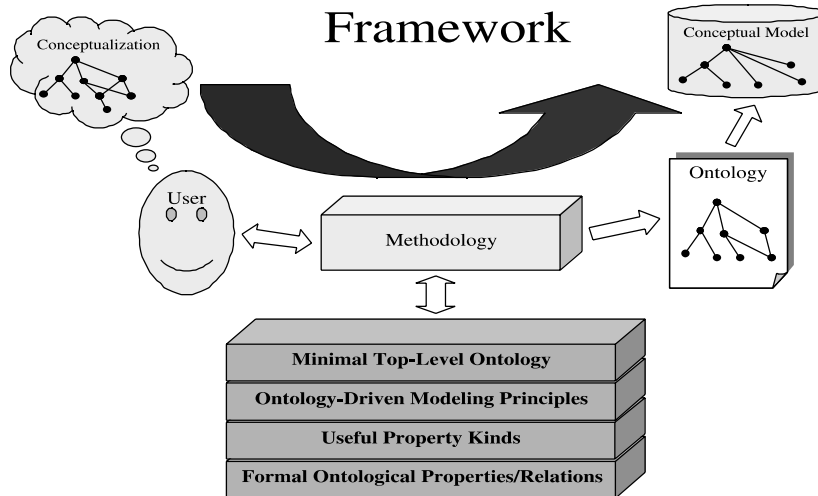 Framework
Conceptualization
Conceptual Model
User
Methodology
Ontology
Minimal Top-Level Ontology
Ontology-Driven Modeling Principles
Useful Property Kinds
Formal Ontological Properties/Relations